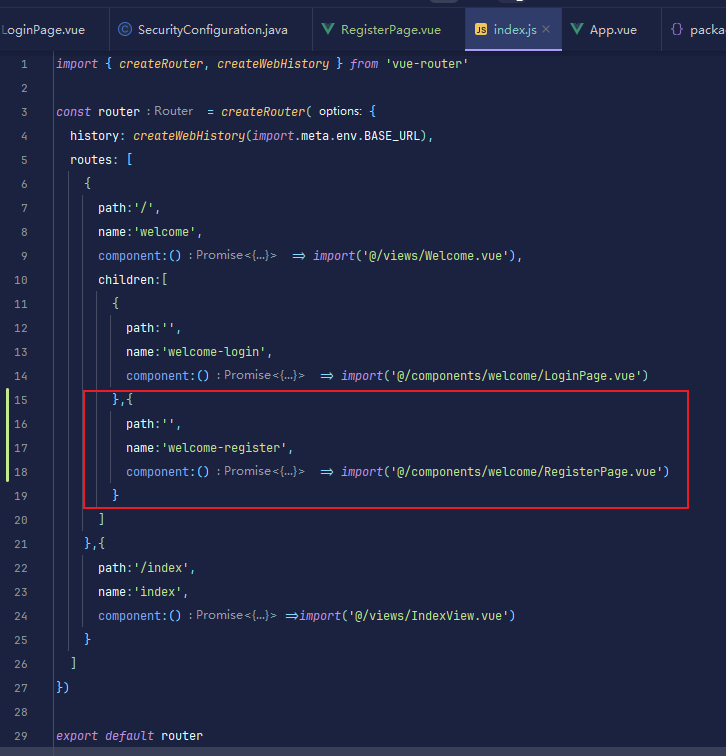 LoginPage.vue
SecurityConfiguration.java
RegisterPage.vue
JS index.js
App.vue
{} packa
1 import { createRouter, createWebHistory } from 'vue-router'
2
3 const router : Router = createRouter( options: {
4 history: createWebHistory(import.meta.env.BASE_URL),
5 routes: [
6 {
7 path:'/',
8 name:'welcome',
9 component:() : Promise<{...}> => import('@/views/Welcome.vue'),
10 children:[
11 {
12 path:'',
13 name:'welcome-login',
14 component:() : Promise<{...}> => import('@/components/welcome/LoginPage.vue')
15 },{
16 path:'',
17 name:'welcome-register',
18 component:() : Promise<{...}> => import('@/components/welcome/RegisterPage.vue')
19 }
20 ]
21 },{
22 path:'/index',
23 name:'index',
24 component:() : Promise<{...}> =>import('@/views/IndexView.vue')
25 }
26 ]
27 })
28
29 export default router